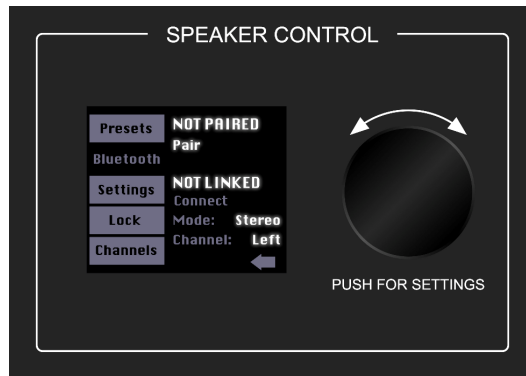 SPEAKER CONTROL
Presets
Bluetooth
Settings
Lock
Channels
NOT PAIRED
Pair
NOT LINKED
Connect
Mode: Stereo
Channel: Left
PUSH FOR SETTINGS